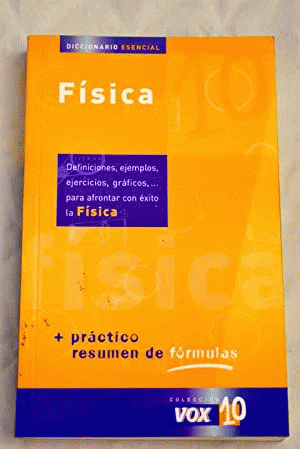 DICCIONARIO ESENCIAL
Física
Definiciones, ejemplos,
ejercicios, gráficos, ...
para afrontar con éxito
la Física
física
+ práctico
resumen de fórmulas
COLECCIÓN
VOX 10